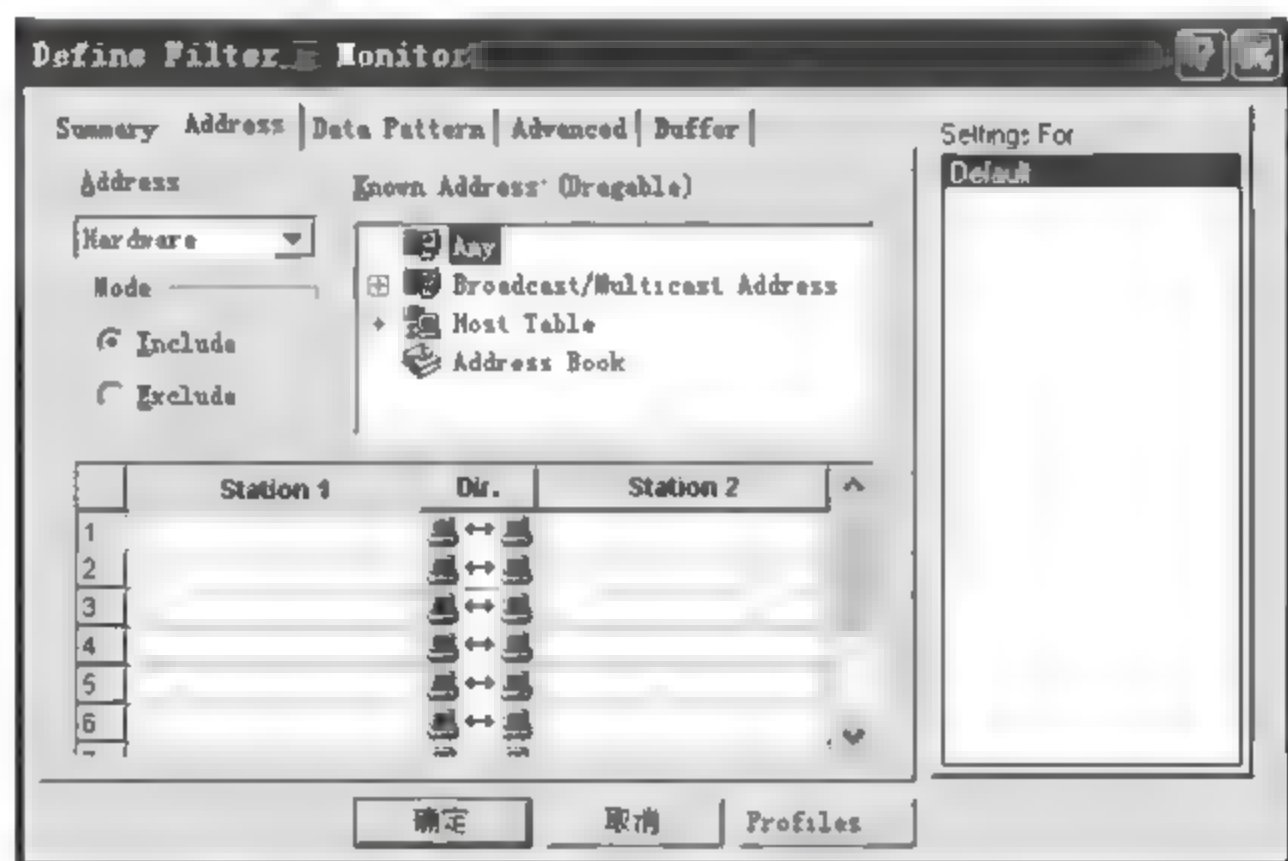 Define Filter - Monitor
Summary Address Data Pattern Advanced Buffer
Settings For
Default
Address
Known Address: (Dragable)
Hardware
Any
Broadcast/Multicast Address
Host Table
Address Book
Mode
Include
Exclude
Station 1 Dir. Station 2
1
2
3
4
5
6
确定 取消 Profiles